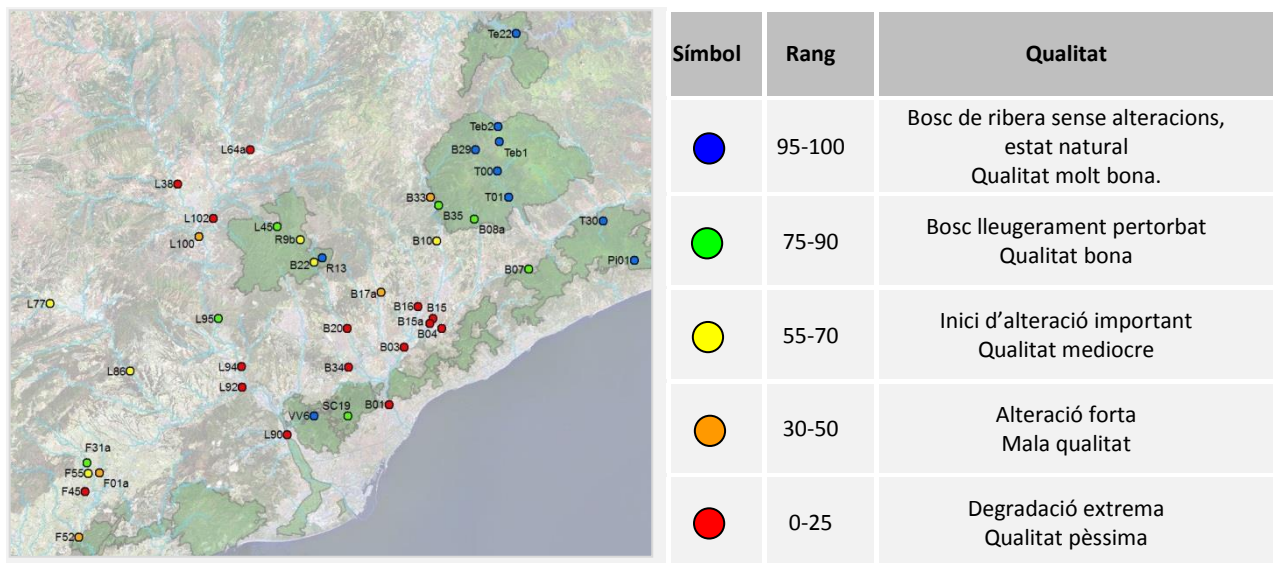 Te22
Teb2
Teb1
B29
L64a
T00
L38
T01
B33
B35
L102
B08a
T30
L45
L100
R9b
B10
B22
R13
PI01
B07
B17a
L77
B16
B15
L95
B15a
B20
B04
B03
L94
B34
L86
L92
SC19
B01
VV6
L90
F31a
F55
F01a
F45
F52
Símbol Rang Qualitat
95-100
Bosc de ribera sense alteracions,
estat natural
Qualitat molt bona.
75-90
Bosc lleugerament pertorbat
Qualitat bona
55-70
Inici d’alteració important
Qualitat mediocre
30-50
Alteració forta
Mala qualitat
0-25
Degradació extrema
Qualitat pèssima